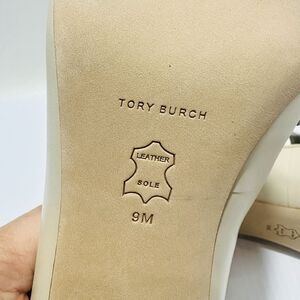 TORY BURCH
LEATHER
SOLE
9M